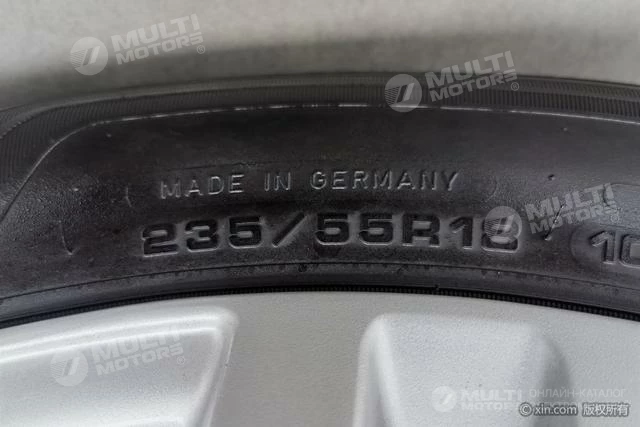 MULTI
MOTORS
MULTI
MOTORS
MADE IN GERMANY
235/55R18
10
MULTI
MOTORS
MULTI
MOTORS
MULTI
MOTORS
ОНЛАЙН-КАТАЛОГ
©xin.com 版权所有